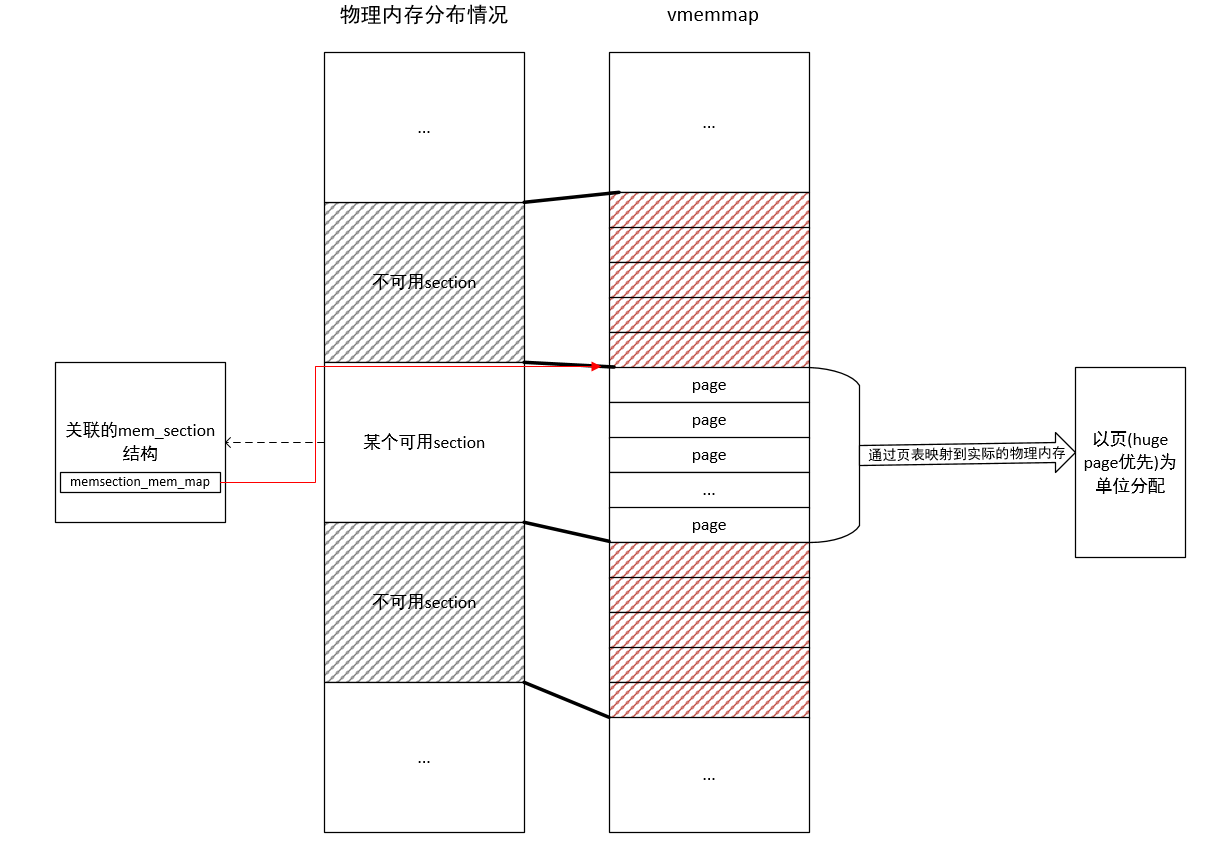 物理内存分布情况
vmemmap
...
...
不可用section
关联的mem_section
结构
memsection_mem_map
某个可用section
page
page
page
...
page
通过页表映射到实际的物理内存
以页(huge
page优先)为
单位分配
不可用section
...
...